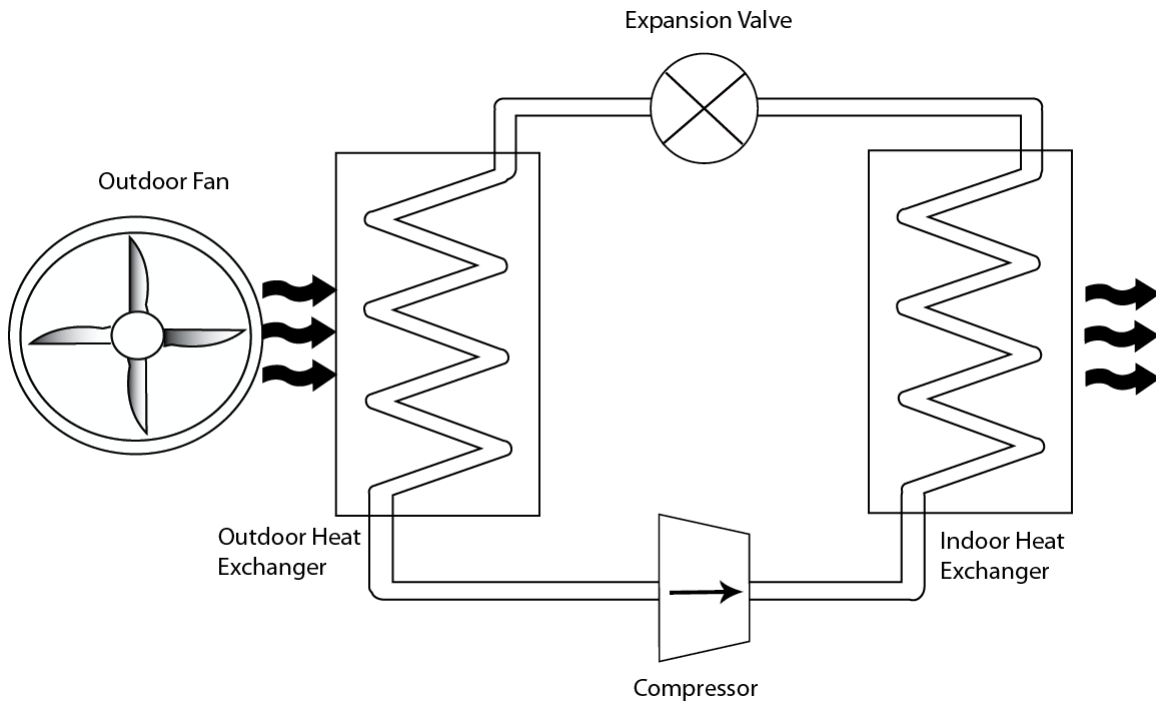 Expansion Valve
Outdoor Fan
Outdoor Heat
Exchanger
Indoor Heat
Exchanger
Compressor